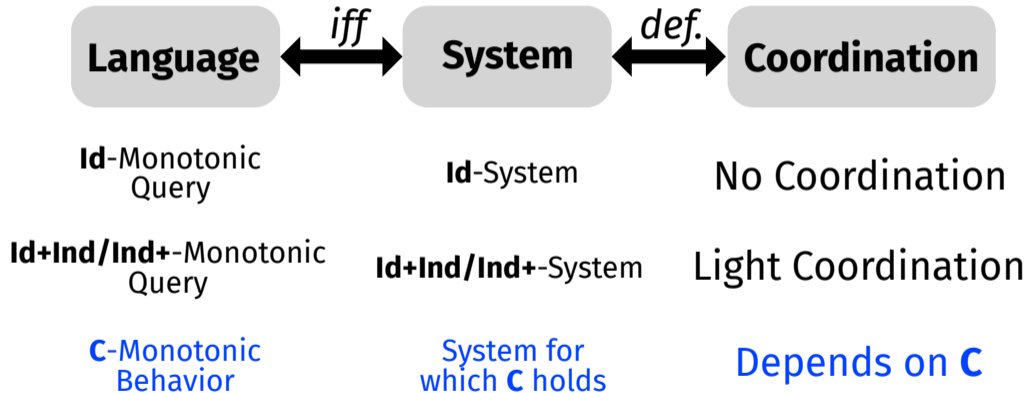 Language
iff
System
def.
Coordination
Id-Monotonic
Query
Id-System
No Coordination
Id+Ind/Ind+-Monotonic
Query
Id+Ind/Ind+-System
Light Coordination
C-Monotonic
Behavior
System for
which C holds
Depends on C